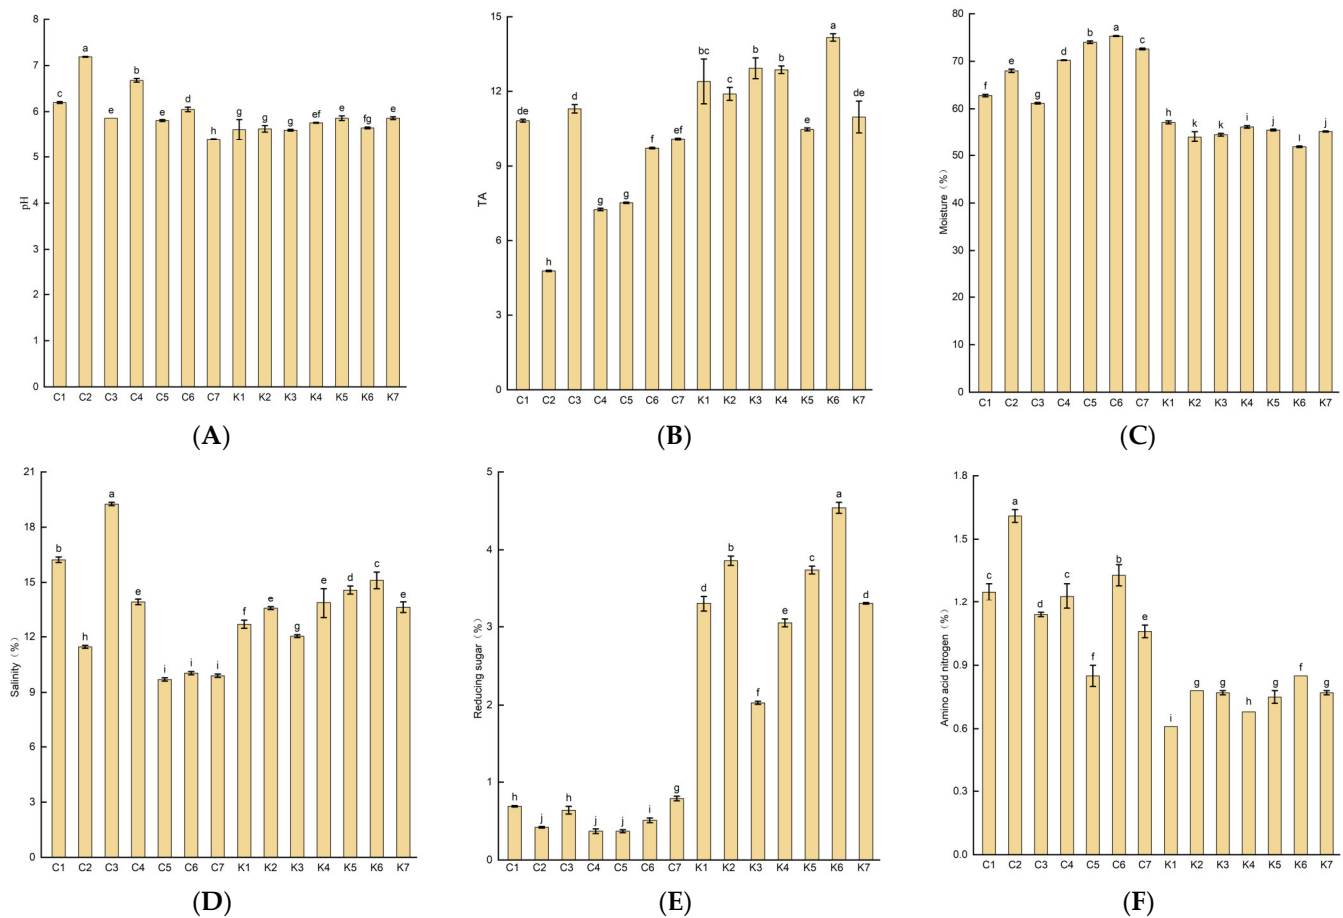 8
7
6
5
4
3
2
1
0
pH
c
a
e
b
e
d
h
g
g
g
ef
e
fg
e
C1 C2 C3 C4 C5 C6 C7 K1 K2 K3 K4 K5 K6 K7
(A)
15
12
9
6
3
0
TA
de
h
d
g
g
f
ef
bc
c
b
b
e
a
de
C1 C2 C3 C4 C5 C6 C7 K1 K2 K3 K4 K5 K6 K7
(B)
80
70
60
50
40
30
20
10
0
Moisture（%）
f
e
g
d
b
a
c
h
k
k
i
j
l
j
C1 C2 C3 C4 C5 C6 C7 K1 K2 K3 K4 K5 K6 K7
(C)
21
18
15
12
9
6
3
0
Salinity（%）
b
h
a
e
i
i
i
f
e
g
e
d
c
e
C1 C2 C3 C4 C5 C6 C7 K1 K2 K3 K4 K5 K6 K7
(D)
5
4
3
2
1
0
Reducing sugar（%）
h
j
h
j
j
i
g
d
b
f
e
c
a
d
C1 C2 C3 C4 C5 C6 C7 K1 K2 K3 K4 K5 K6 K7
(E)
1.8
1.5
1.2
0.9
0.6
0.3
0.0
Amino acid nitrogen（%）
c
a
d
c
f
b
e
i
g
g
h
g
f
g
C1 C2 C3 C4 C5 C6 C7 K1 K2 K3 K4 K5 K6 K7
(F)